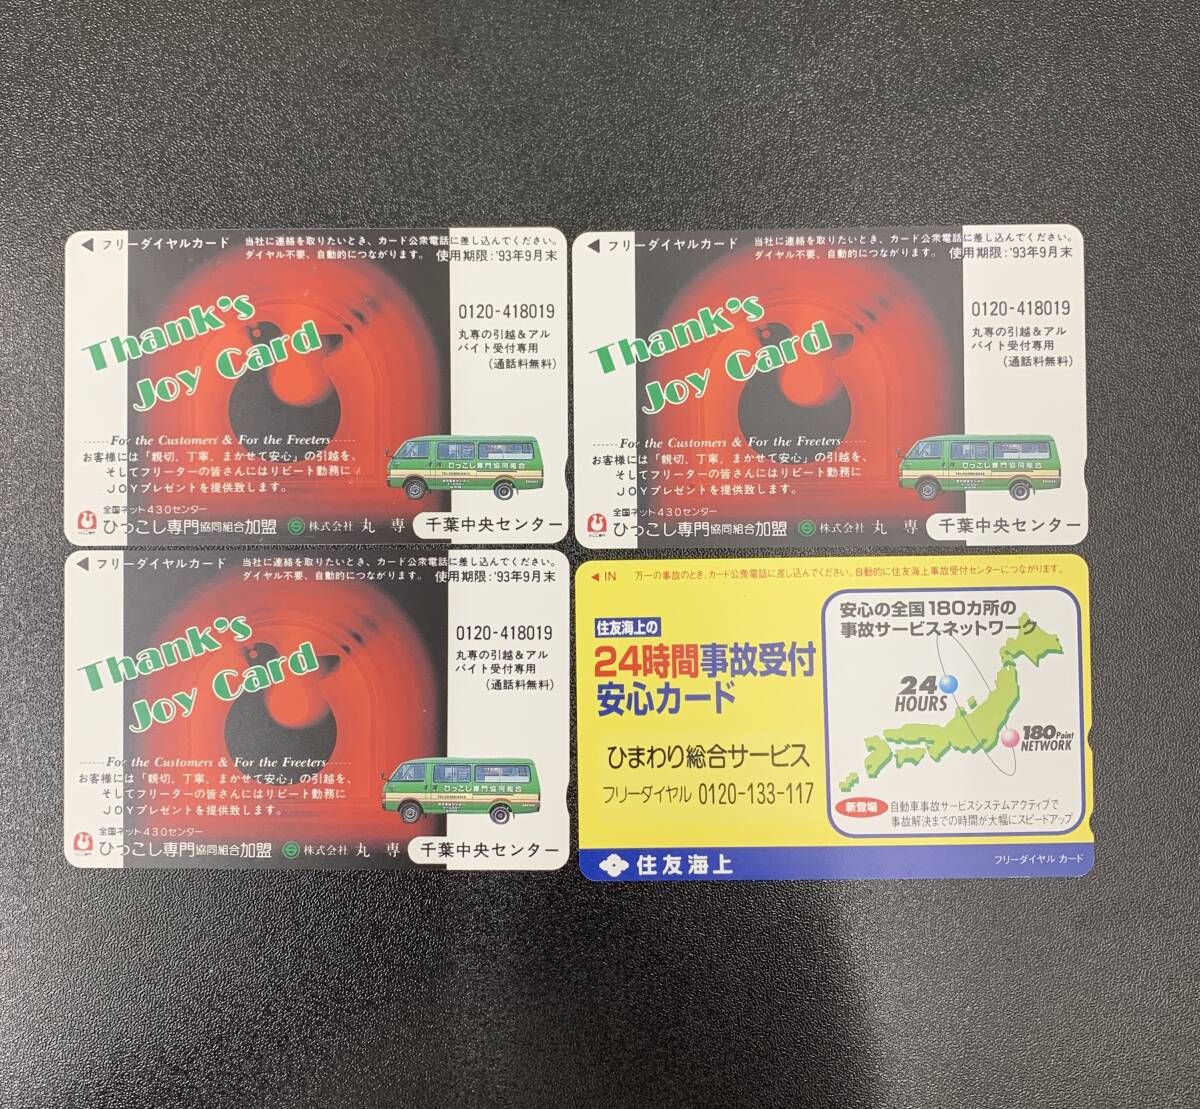 ◀ フリーダイヤルカード
当社に連絡を取りたいとき、カード公衆電話に差し込んでください。
ダイヤル不要、自動的につながります。 使用期限:'93年9月末
Thank's
Joy Card
0120-418019
丸専の引越&アル
バイト受付専用
(通話料無料)
For the Customers & For the Freeters
お客様には「親切、丁寧、まかせて安心」の引越を、
そしてフリーターの皆さんにはリピート勤務に
JOYプレゼントを提供致します。
ひっこし専門協同組合
全国ネット430センター
ひっこし専門協同組合加盟 株式会社 丸 専 千葉中央センター
◀ フリーダイヤルカード
当社に連絡を取りたいとき、カード公衆電話に差し込んでください。
ダイヤル不要、自動的につながります。 使用期限:'93年9月末
Thank's
Joy Card
0120-418019
丸専の引越&アル
バイト受付専用
(通話料無料)
For the Customers & For the Freeters
お客様には「親切、丁寧、まかせて安心」の引越を、
そしてフリーターの皆さんにはリピート勤務に
JOYプレゼントを提供致します。
ひっこし専門協同組合
全国ネット430センター
ひっこし専門協同組合加盟 株式会社 丸 専 千葉中央センター
◀ フリーダイヤルカード
当社に連絡を取りたいとき、カード公衆電話に差し込んでください。
ダイヤル不要、自動的につながります。 使用期限:'93年9月末
Thank's
Joy Card
0120-418019
丸専の引越&アル
バイト受付専用
(通話料無料)
For the Customers & For the Freeters
お客様には「親切、丁寧、まかせて安心」の引越を、
そしてフリーターの皆さんにはリピート勤務に
JOYプレゼントを提供致します。
ひっこし専門協同組合
全国ネット430センター
ひっこし専門協同組合加盟 株式会社 丸 専 千葉中央センター
◀ IN 万一の事故のとき、カード公衆電話に差し込んでください。自動的に住友海上事故受付センターにつながります。
住友海上の
24時間事故受付
安心カード
ひまわり総合サービス
フリーダイヤル 0120-133-117
安心の全国180カ所の
事故サービスネットワーク
24
HOURS
180 Point
NETWORK
新登場 自動車事故サービスシステムアクティブで
事故解決までの時間が大幅にスピードアップ
住友海上
フリーダイヤル カード